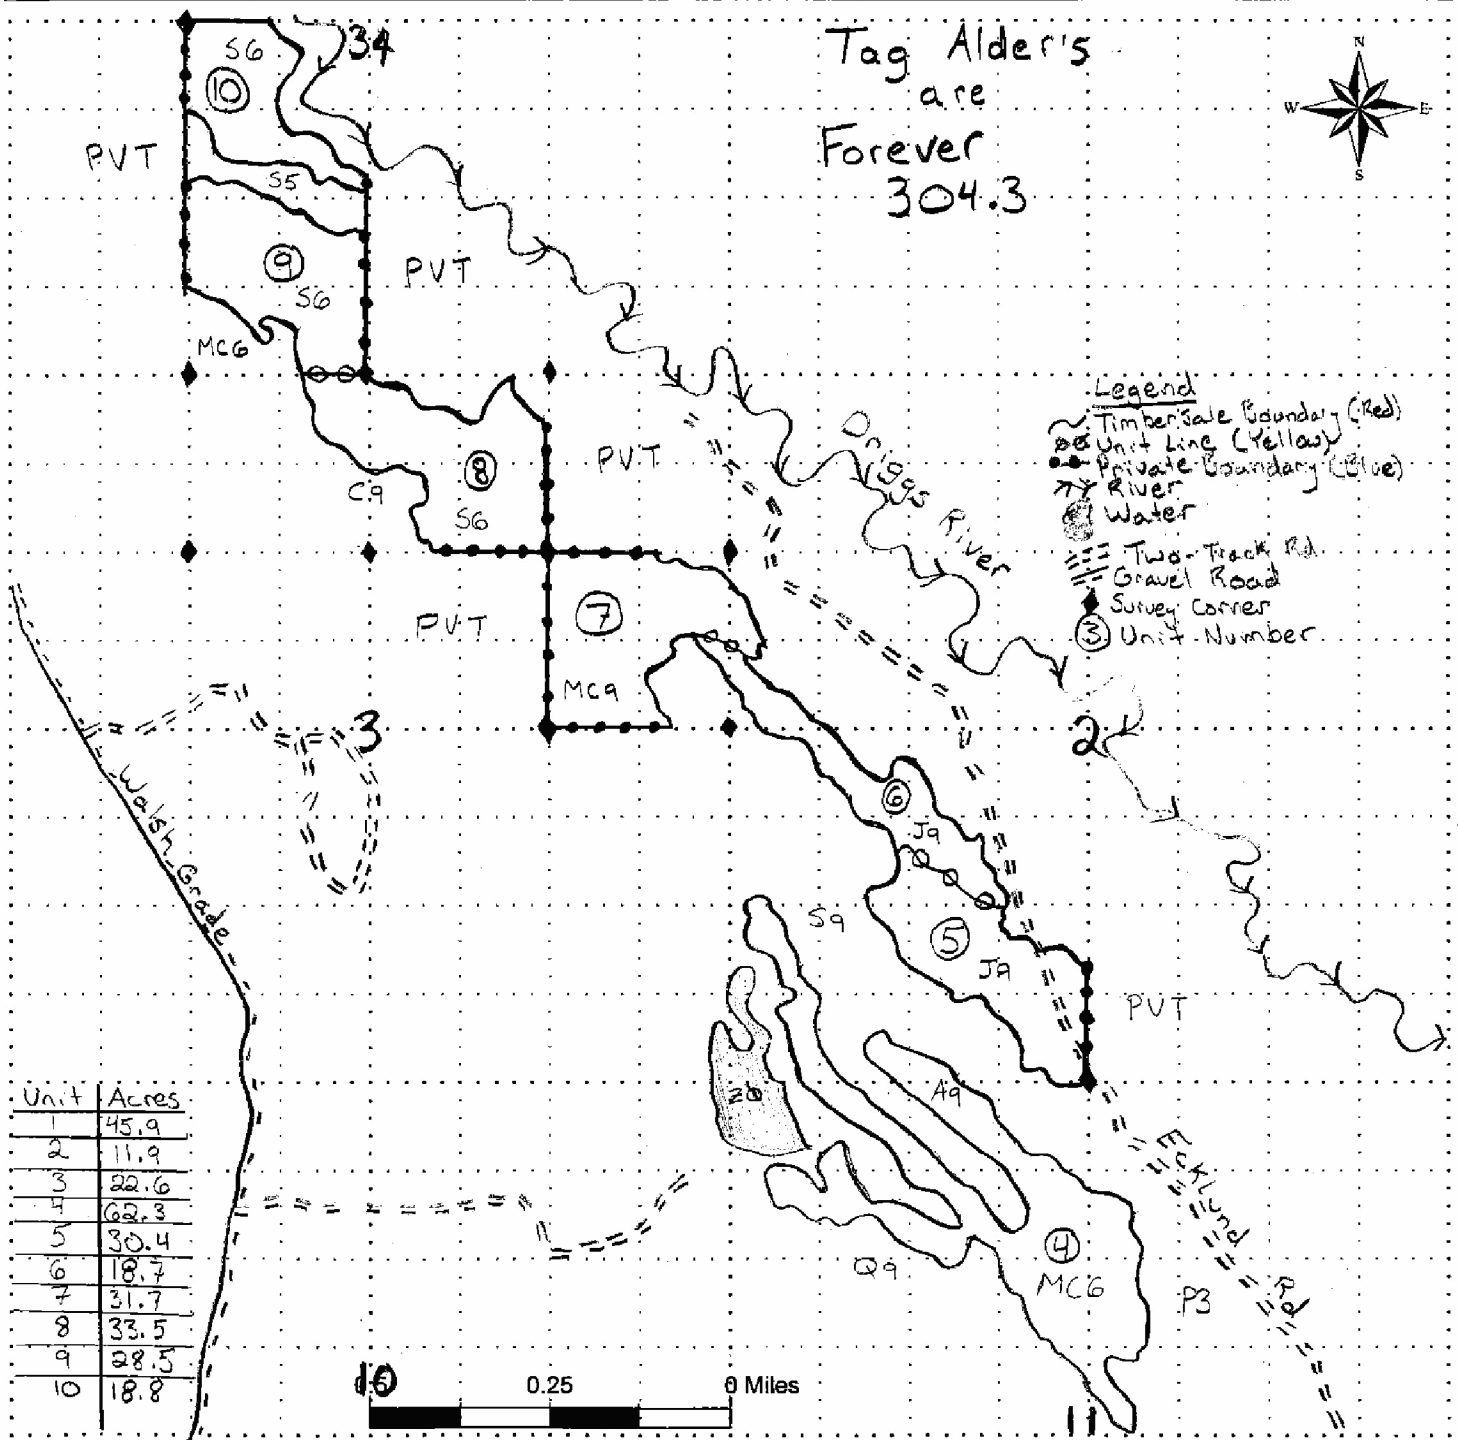 Tag Alder's
are
Forever
304.3
N
W E
S
34
S6
10
PVT
S5
9
S6
PVT
MC6
8
PVT
C9
S6
Driggs River
Legend
Timber Sale Boundary (Red)
Unit Line (Yellow)
Private Boundary (Blue)
River
Water
Two-Track Rd
Gravel Road
Survey Corner
3 Unit Number
PVT
7
MC9
3
2
Walsh Grade
6
J9
S9
5
J9
PVT
A9
4
MC6
Q9
P3
Ecklund Rd
Unit Acres
1 45.9
2 11.9
3 22.6
4 62.3
5 30.4
6 18.7
7 31.7
8 33.5
9 28.5
10 18.8
10
0.25
0 Miles
11